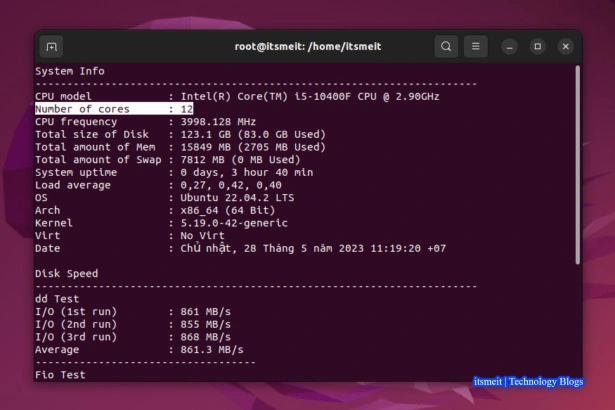 root@itsmeit: /home/itsmeit
System Info
----------------------------------------------------------------------
CPU model : Intel(R) Core(TM) i5-10400F CPU @ 2.90GHz
Number of cores : 12
CPU frequency : 3998.128 MHz
Total size of Disk : 123.1 GB (83.0 GB Used)
Total amount of Mem : 15849 MB (2705 MB Used)
Total amount of Swap : 7812 MB (0 MB Used)
System uptime : 0 days, 3 hour 40 min
Load average : 0,27, 0,42, 0,40
OS : Ubuntu 22.04.2 LTS
Arch : x86_64 (64 Bit)
Kernel : 5.19.0-42-generic
Virt : No Virt
Date : Chủ nhật, 28 Tháng 5 năm 2023 11:19:20 +07
Disk Speed
----------------------------------------------------------------------
dd Test
I/O (1st run) : 861 MB/s
I/O (2nd run) : 855 MB/s
I/O (3rd run) : 868 MB/s
Average : 861.3 MB/s
-----------------------------------
Fio Test
itsmeit | Technology Blogs